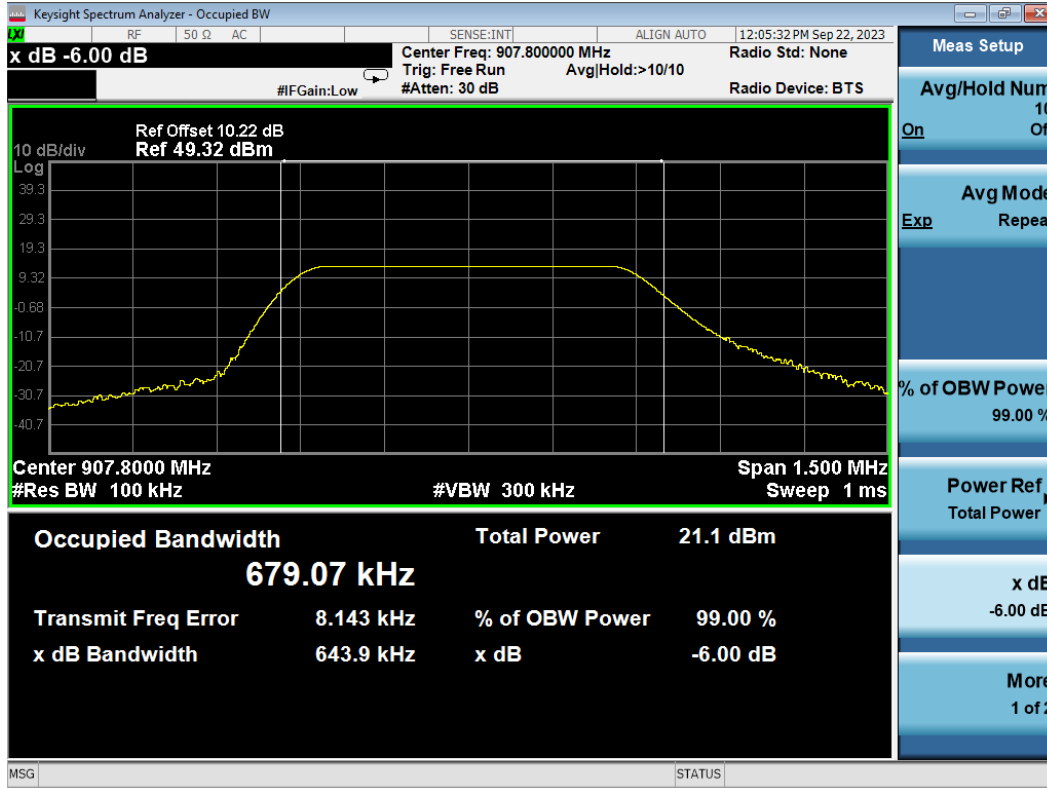 Keysight Spectrum Analyzer - Occupied BW
LXI RF 50 Ω AC SENSE:INT ALIGN AUTO 12:05:32 PM Sep 22, 2023
x dB -6.00 dB
Center Freq: 907.800000 MHz Radio Std: None
Trig: Free Run Avg|Hold:>10/10
#IFGain:Low #Atten: 30 dB Radio Device: BTS
Ref Offset 10.22 dB
10 dB/div Ref 49.32 dBm
Log
39.3
29.3
19.3
9.32
-0.68
-10.7
-20.7
-30.7
-40.7
Center 907.8000 MHz Span 1.500 MHz
#Res BW 100 kHz #VBW 300 kHz Sweep 1 ms
Occupied Bandwidth Total Power 21.1 dBm
679.07 kHz
Transmit Freq Error 8.143 kHz % of OBW Power 99.00 %
x dB Bandwidth 643.9 kHz x dB -6.00 dB
MSG STATUS
Meas Setup
Avg/Hold Num
10
On Of
Avg Mode
Exp Repea
% of OBW Power
99.00 %
Power Ref
Total Power
x dB
-6.00 dB
More
1 of 2